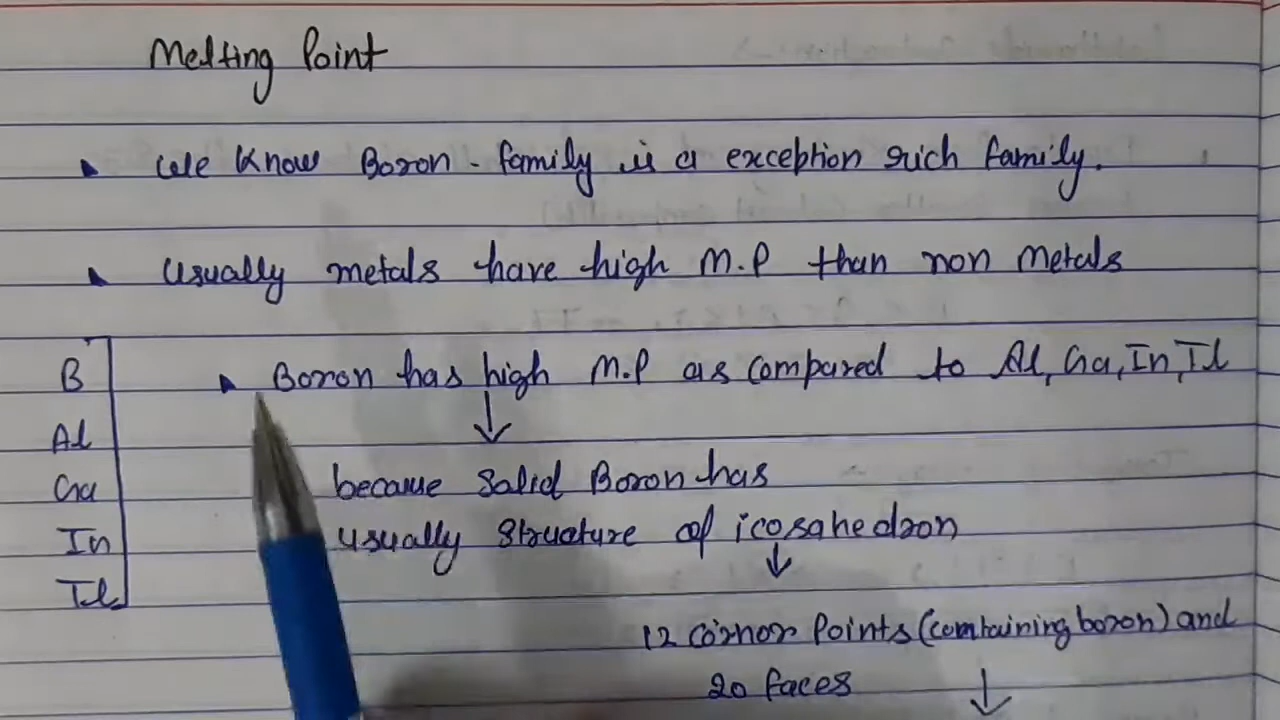 Melting Point
We Know Boron - family is a exception rich family.
Usually metals have high M.P than non Metals
B
Boron has high M.P as compared to Al, Ga, In, Tl
Al
Ga
because Solid Boron has
In
usually structure of icosahedron
Tl
12 corner Points (containing boron) and
20 faces